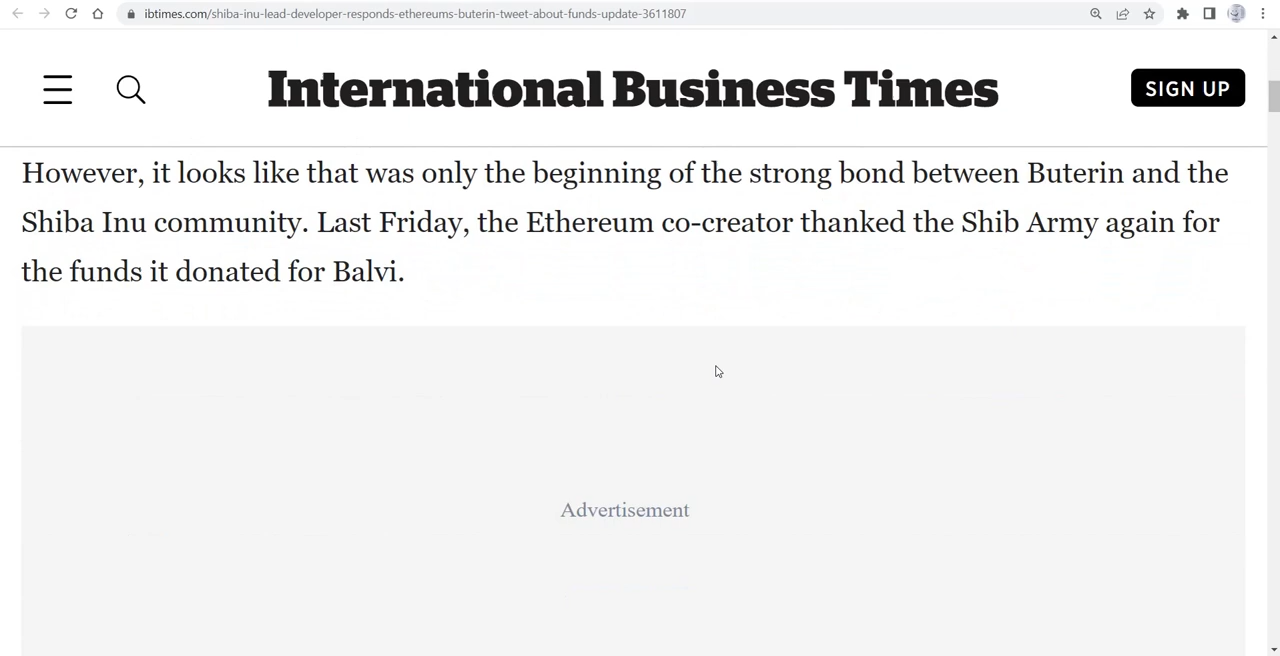 ibtimes.com/shiba-inu-lead-developer-responds-ethereums-buterin-tweet-about-funds-update-3611807
International Business Times
SIGN UP
However, it looks like that was only the beginning of the strong bond between Buterin and the
Shiba Inu community. Last Friday, the Ethereum co-creator thanked the Shib Army again for
the funds it donated for Balvi.
Advertisement